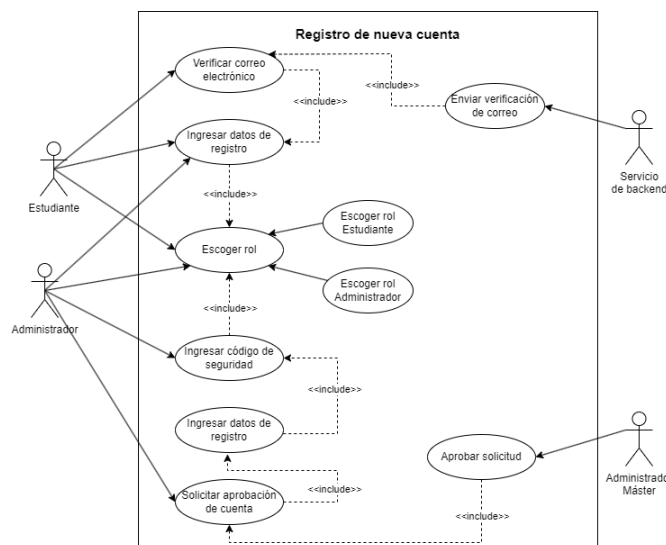 Registro de nueva cuenta
Verificar correo
electrónico
<<include>>
<<include>>
Enviar verificación
de correo
Ingresar datos de
registro
Estudiante
Servicio
de backend
<<include>>
Escoger rol
Estudiante
Escoger rol
Escoger rol
Administrador
Administrador
<<include>>
Ingresar código de
seguridad
<<include>>
Ingresar datos de
registro
Aprobar solicitud
Administrado
Máster
Solicitar aprobación
de cuenta
<<include>>
<<include>>